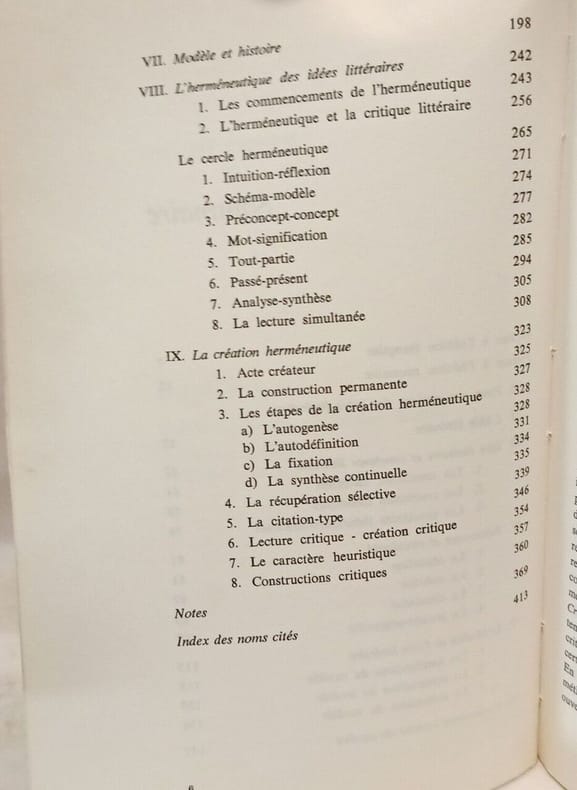 VII. Modèle et histoire 198
VIII. L'herméneutique des idées littéraires 242
1. Les commencements de l'herméneutique 243
2. L'herméneutique et la critique littéraire 256
Le cercle herméneutique 265
1. Intuition-réflexion 271
2. Schéma-modèle 274
3. Préconcept-concept 277
4. Mot-signification 282
5. Tout-partie 285
6. Passé-présent 294
7. Analyse-synthèse 305
8. La lecture simultanée 308
IX. La création herméneutique 323
1. Acte créateur 325
2. La construction permanente 327
3. Les étapes de la création herméneutique 328
a) L'autogenèse 328
b) L'autodéfinition 331
c) La fixation 334
d) La synthèse continuelle 335
4. La récupération sélective 339
5. La citation-type 346
6. Lecture critique - création critique 354
7. Le caractère heuristique 357
8. Constructions critiques 360
Notes 369
Index des noms cités 413